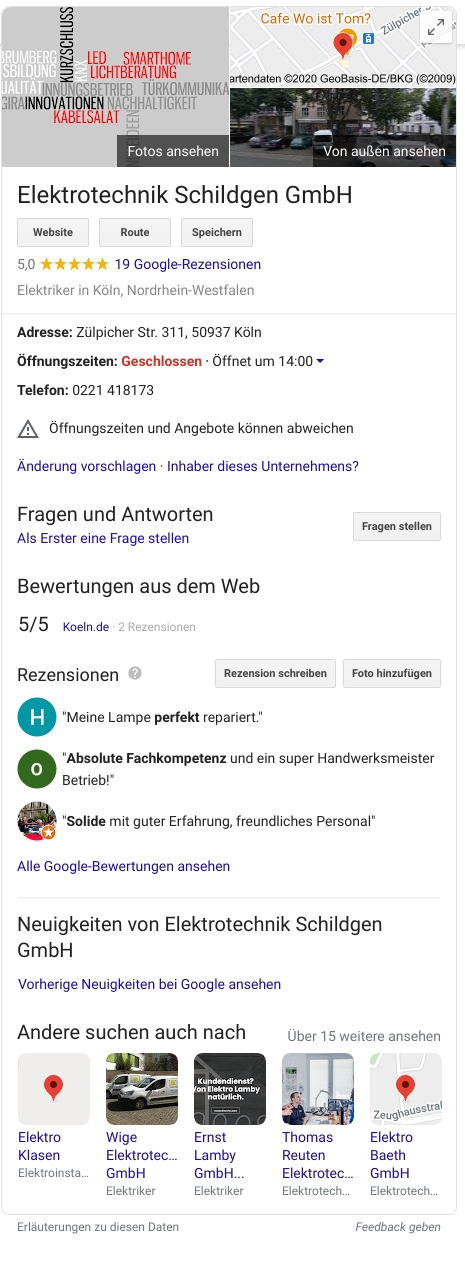 KURZSCHLUSS
BRUMBERG
LED SMARTHOME
SBILDUNG
KNX
LICHTBERATUNG
INNUNGSBETRIEB TÜRKOMMUNIKA
GIRA INNOVATIONEN NACHHALTIGKEIT
KABELSALAT
Fotos ansehen
Cafe Wo ist Tom?
Zülpicher
artendaten ©2020 GeoBasis-DE/BKG (©2009)
Von außen ansehen
Elektrotechnik Schildgen GmbH
Website Route Speichern
5,0 19 Google-Rezensionen
Elektriker in Köln, Nordrhein-Westfalen
Adresse: Zülpicher Str. 311, 50937 Köln
Öffnungszeiten: Geschlossen · Öffnet um 14:00
Telefon: 0221 418173
Öffnungszeiten und Angebote können abweichen
Änderung vorschlagen · Inhaber dieses Unternehmens?
Fragen und Antworten
Fragen stellen
Als Erster eine Frage stellen
Bewertungen aus dem Web
5/5 Koeln.de · 2 Rezensionen
Rezensionen ? Rezension schreiben Foto hinzufügen
H "Meine Lampe perfekt repariert."
o "Absolute Fachkompetenz und ein super Handwerksmeister
Betrieb!"
"Solide mit guter Erfahrung, freundliches Personal"
Alle Google-Bewertungen ansehen
Neuigkeiten von Elektrotechnik Schildgen
GmbH
Vorherige Neuigkeiten bei Google ansehen
Andere suchen auch nach Über 15 weitere ansehen
Kundendienst?
Von Elektro Lamby
natürlich.
Zeughausstraß
Elektro
Klasen
Elektroinsta...
Wige
Elektrotec...
GmbH
Elektriker
Ernst
Lamby
GmbH...
Elektriker
Thomas
Reuten
Elektrotec...
Elektrotech...
Elektro
Baeth
GmbH
Elektrotech...
Erläuterungen zu diesen Daten Feedback geben